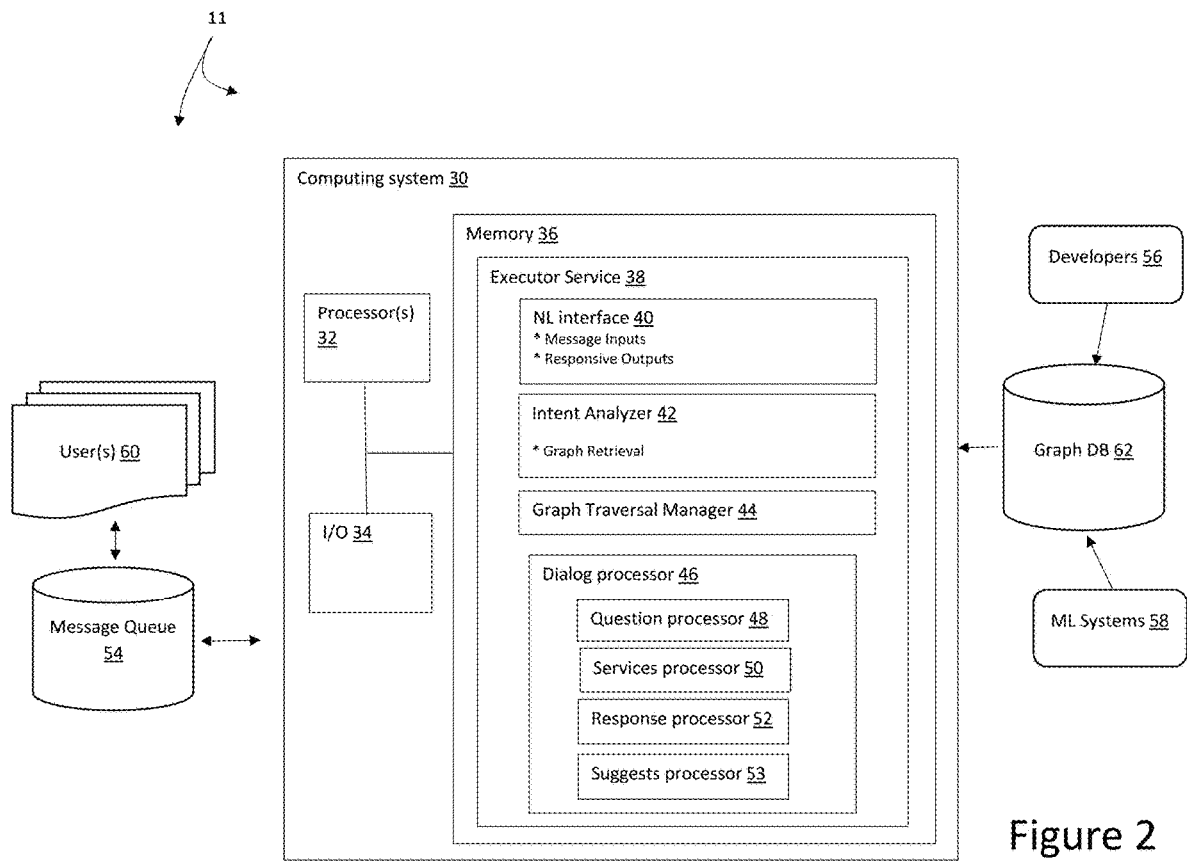 11
Computing system 30
Memory 36
Executor Service 38
Processor(s)
32
NL interface 40
* Message Inputs
* Responsive Outputs
Intent Analyzer 42
* Graph Retrieval
Graph Traversal Manager 44
I/O 34
Dialog processor 46
Question processor 48
Services processor 50
Response processor 52
Suggests processor 53
User(s) 60
Message Queue
54
Developers 56
Graph DB 62
ML Systems 58
Figure 2